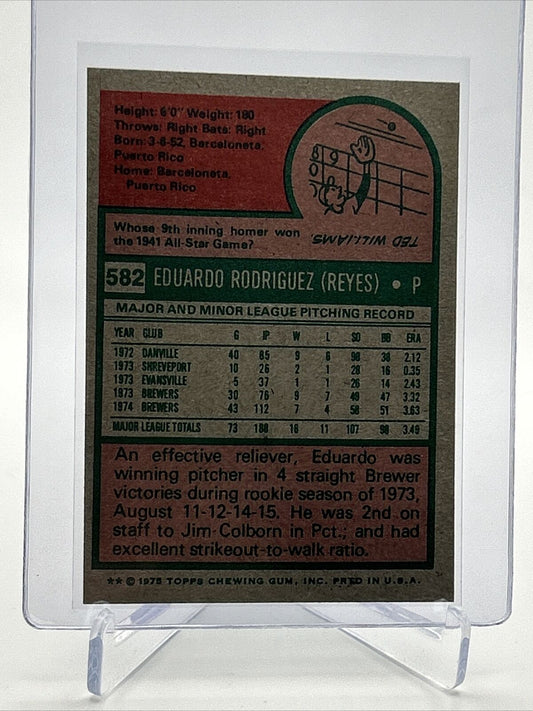 Height: 6'0" Weight: 180
Throws: Right Bats: Right
Born: 3-6-52, Barceloneta,
Puerto Rico
Home: Barceloneta,
Puerto Rico
Whose 9th inning homer won
the 1941 All-Star Game?
TED WILLIAMS.
582 EDUARDO RODRIGUEZ (REYES) • P
MAJOR AND MINOR LEAGUE PITCHING RECORD
YEAR CLUB G IP W L SO BB ERA
1972 DANVILLE 40 85 9 6 98 38 2.12
1973 SHREVEPORT 10 26 2 1 28 16 0.35
1973 EVANSVILLE 5 37 1 1 26 14 2.43
1973 BREWERS 30 76 9 7 49 47 3.32
1974 BREWERS 43 112 7 4 58 51 3.63
MAJOR LEAGUE TOTALS 73 188 16 11 107 98 3.49
An effective reliever, Eduardo was
winning pitcher in 4 straight Brewer
victories during rookie season of 1973,
August 11-12-14-15. He was 2nd on
staff to Jim Colborn in Pct.; and had
excellent strikeout-to-walk ratio.
★★ © 1975 TOPPS CHEWING GUM, INC. PRTD IN U.S.A.